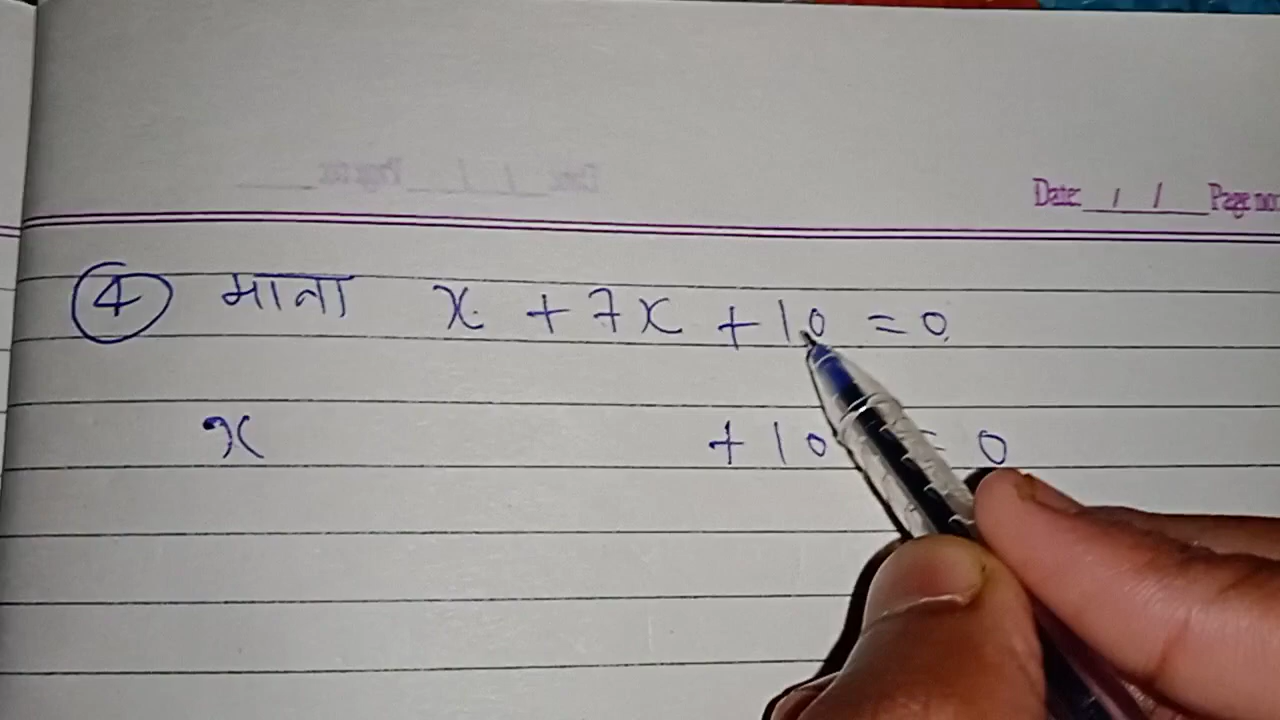 Date: / / Page no
④ माना x + 7x + 10 = 0
x + 10 = 0